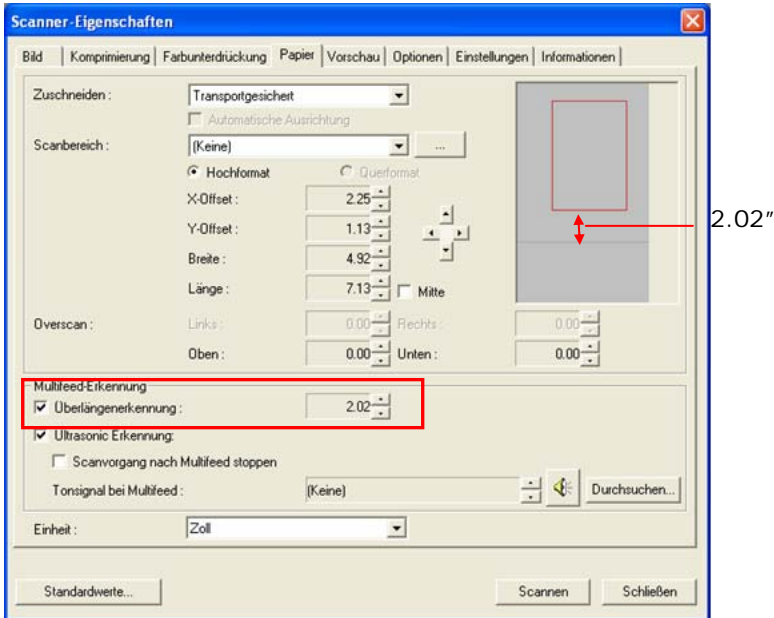 Scanner-Eigenschaften
Bild Komprimierung Farbunterdrückung Papier Vorschau Optionen Einstellungen Informationen
Zuschneiden : Transportgesichert
Automatische Ausrichtung
Scanbereich : (Keine) ...
Hochformat Querformat
X-Offset : 2.25
2.02"
Y-Offset : 1.13
Breite : 4.92
Länge : 7.13 Mitte
Overscan : Links : 0.00 Rechts : 0.00
Oben : 0.00 Unten : 0.00
Multifeed-Erkennung
Überlängenerkennung : 2.02
Ultrasonic Erkennung:
Scanvorgang nach Multifeed stoppen
Tonsignal bei Multifeed : (Keine) Durchsuchen...
Einheit : Zoll
Standardwerte... Scannen Schließen